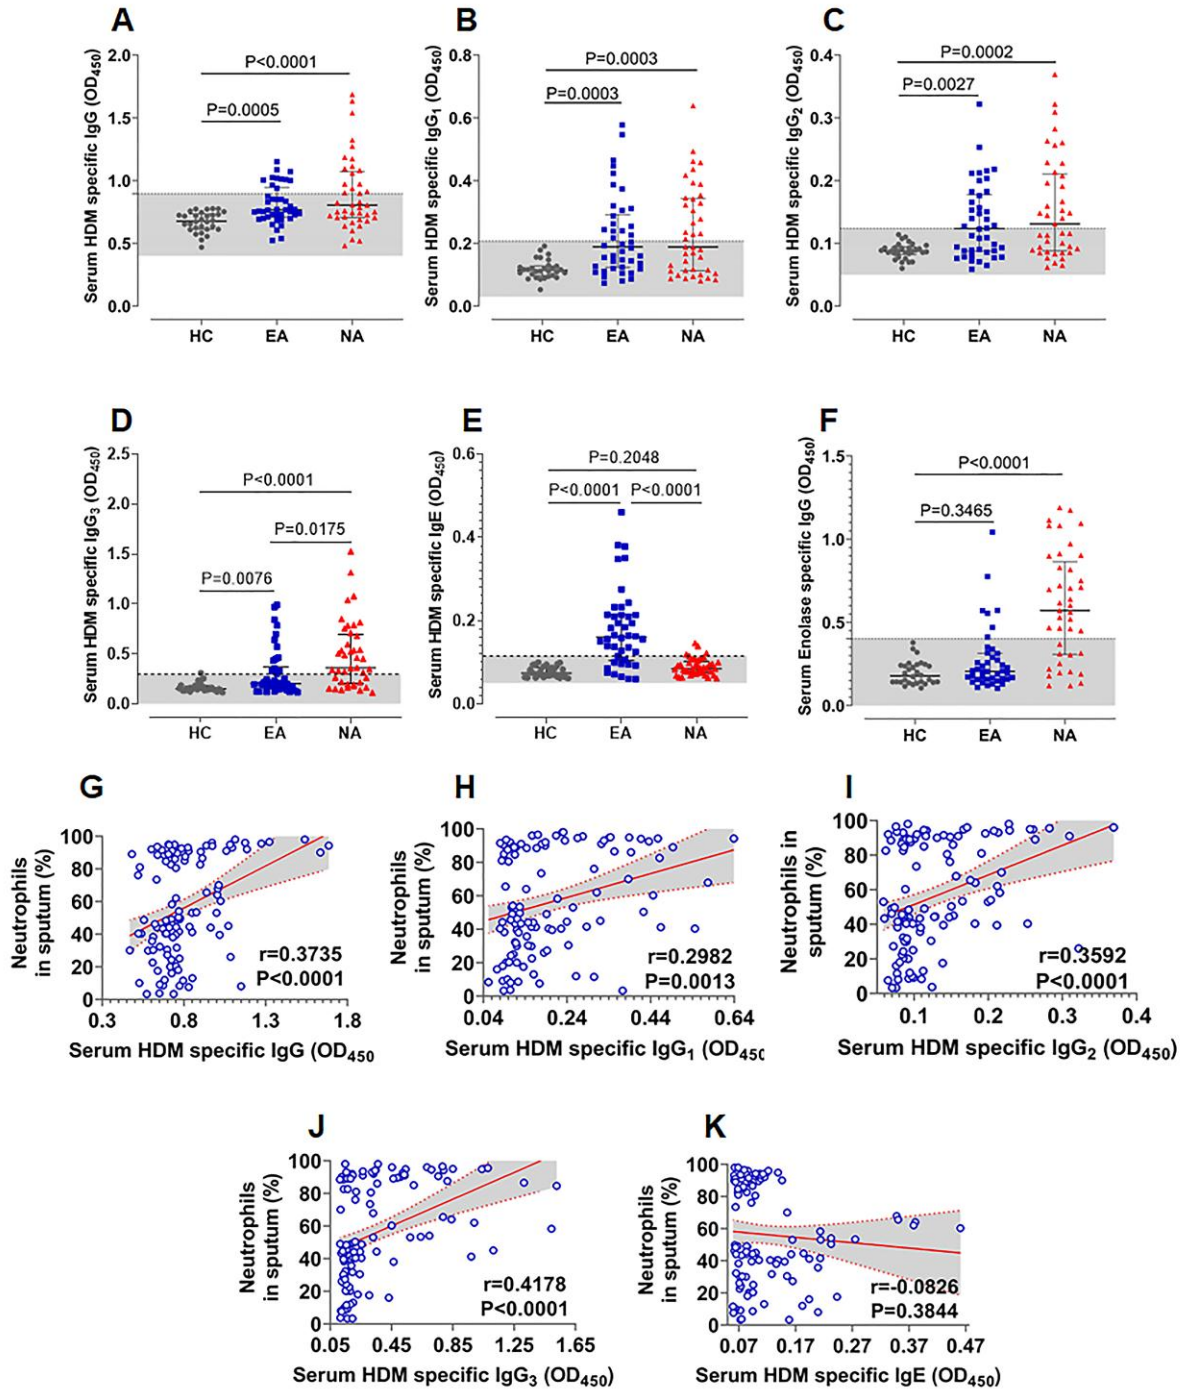 A
Serum HDM specific IgG (OD450)
2.0
1.5
1.0
0.5
0.0
P<0.0001
P=0.0005
HC EA NA
B
Serum HDM specific IgG1 (OD450)
0.8
0.6
0.4
0.2
0.0
P=0.0003
P=0.0003
HC EA NA
C
Serum HDM specific IgG2 (OD450)
0.4
0.3
0.2
0.1
0.0
P=0.0002
P=0.0027
HC EA NA
D
Serum HDM specific IgG3 (OD450)
2.5
2.0
1.5
1.0
0.5
0.0
P<0.0001
P=0.0175
P=0.0076
HC EA NA
E
Serum HDM specific IgE (OD450)
0.6
0.4
0.2
0.0
P=0.2048
P<0.0001 P<0.0001
HC EA NA
F
Serum Enolase specific IgG (OD450)
1.5
1.0
0.5
0.0
P<0.0001
P=0.3465
HC EA NA
G
Neutrophils
in sputum (%)
100
80
60
40
20
0
r=0.3735
P<0.0001
0.3 0.8 1.3 1.8
Serum HDM specific IgG (OD450
H
Neutrophils
in sputum (%)
100
80
60
40
20
0
r=0.2982
P=0.0013
0.04 0.24 0.44 0.64
Serum HDM specific IgG1 (OD450
I
Neutrophils in
sputum (%)
100
80
60
40
20
0
r=0.3592
P<0.0001
0.1 0.2 0.3 0.4
Serum HDM specific IgG2 (OD450)
J
Neutrophils
in sputum (%)
100
80
60
40
20
0
r=0.4178
P<0.0001
0.05 0.45 0.85 1.25 1.65
Serum HDM specific IgG3 (OD450)
K
Neutrophils
in sputum (%)
100
80
60
40
20
0
r=-0.0826
P=0.3844
0.07 0.17 0.27 0.37 0.47
Serum HDM specific IgE (OD450)